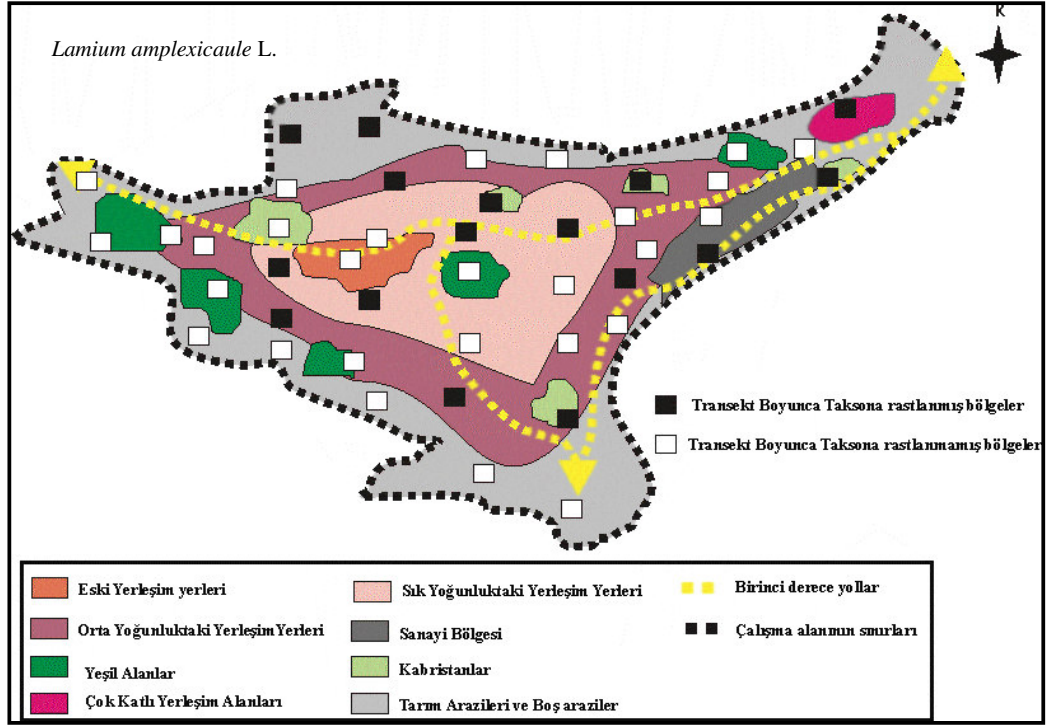 K
Lamium amplexicaule L.
Transekt Boyunca Taksona rastlanmış bölgeler
Transekt Boyunca Taksona rastlanmamış bölgeler
Eski Yerleşim yerleri
Sık Yoğunluktaki Yerleşim Yerleri
Birinci derece yollar
Orta Yoğunluktaki Yerleşim Yerleri
Sanayi Bölgesi
Çalışma alanının sınırları
Yeşil Alanlar
Kabristanlar
Çok Katlı Yerleşim Alanları
Tarım Arazileri ve Boş araziler